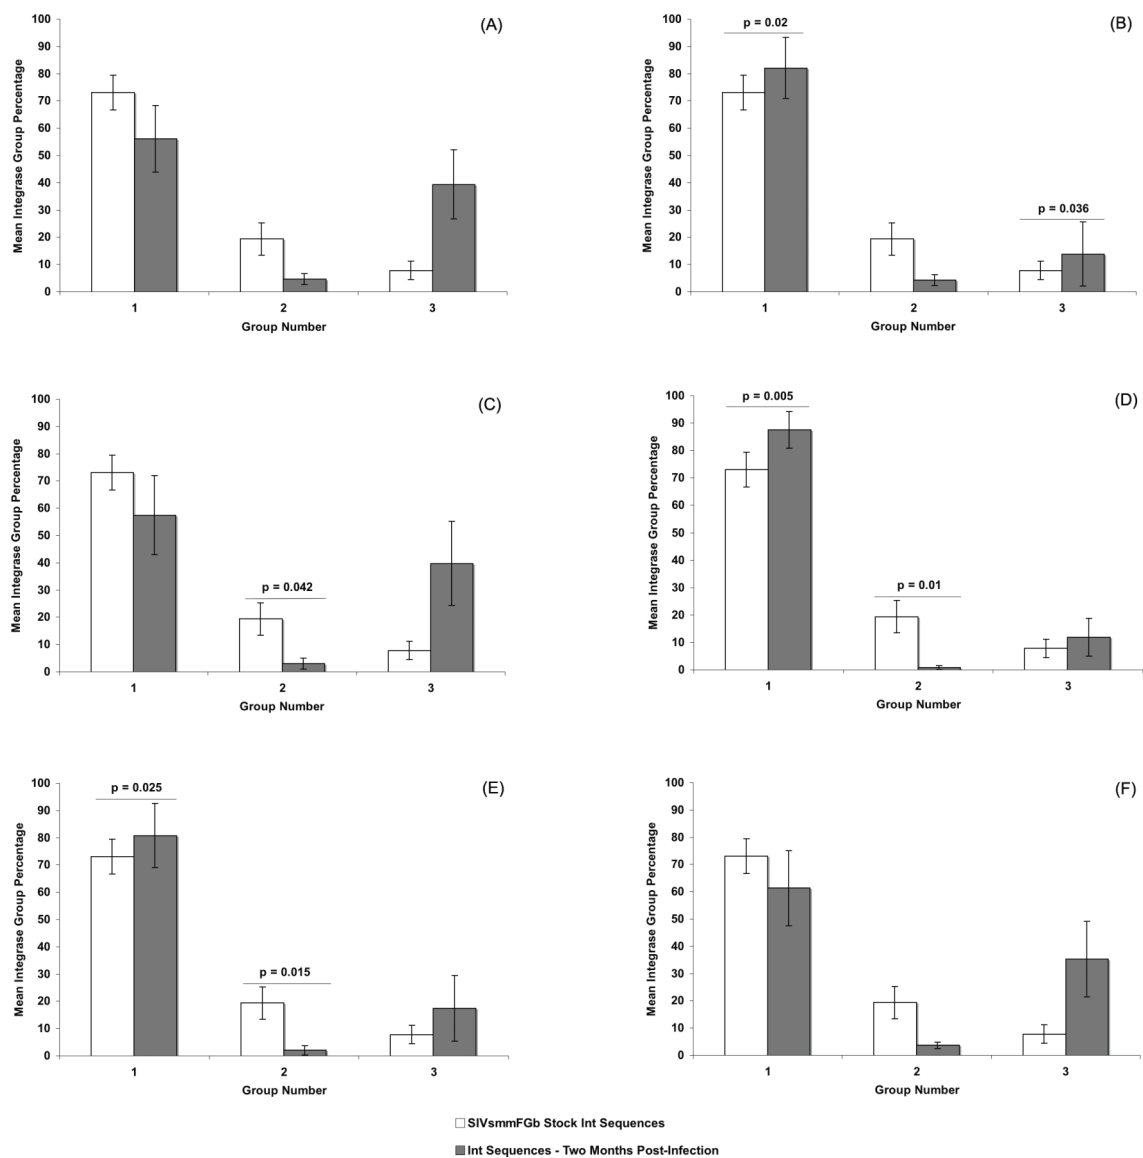 (A)
Mean Integrase Group Percentage
100
90
80
70
60
50
40
30
20
10
0
1 2 3
Group Number
(B)
p = 0.02
p = 0.036
Mean Integrase Group Percentage
100
90
80
70
60
50
40
30
20
10
0
1 2 3
Group Number
(C)
p = 0.042
Mean Integrase Group Percentage
100
90
80
70
60
50
40
30
20
10
0
1 2 3
Group Number
(D)
p = 0.005
p = 0.01
Mean Integrase Group Percentage
100
90
80
70
60
50
40
30
20
10
0
1 2 3
Group Number
(E)
p = 0.025
p = 0.015
Mean Integrase Group Percentage
100
90
80
70
60
50
40
30
20
10
0
1 2 3
Group Number
(F)
Mean Integrase Group Percentage
100
90
80
70
60
50
40
30
20
10
0
1 2 3
Group Number
SIVsmmFGb Stock Int Sequences
Int Sequences - Two Months Post-Infection